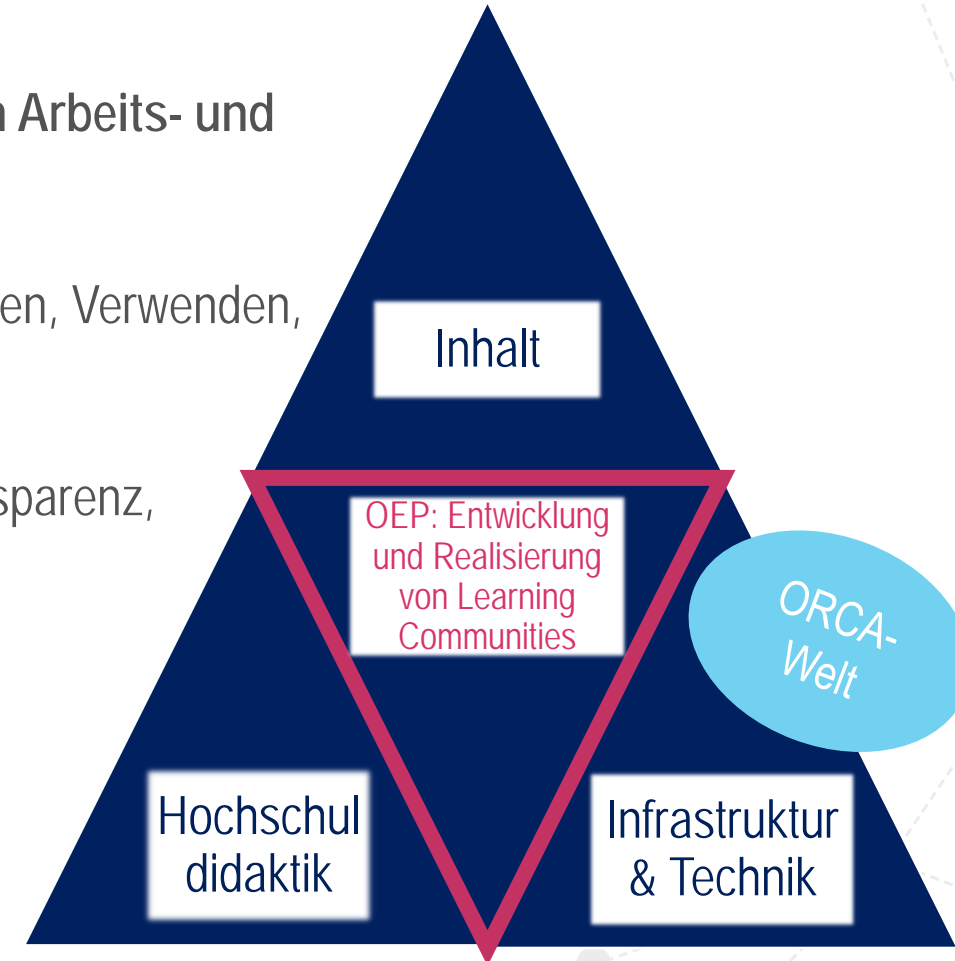 Arbeits- und
en, Verwenden,
Inhalt
sparenz,
OEP: Entwicklung
und Realisierung
von Learning
Communities
ORCA-
Welt
Hochschul
didaktik
Infrastruktur
& Technik